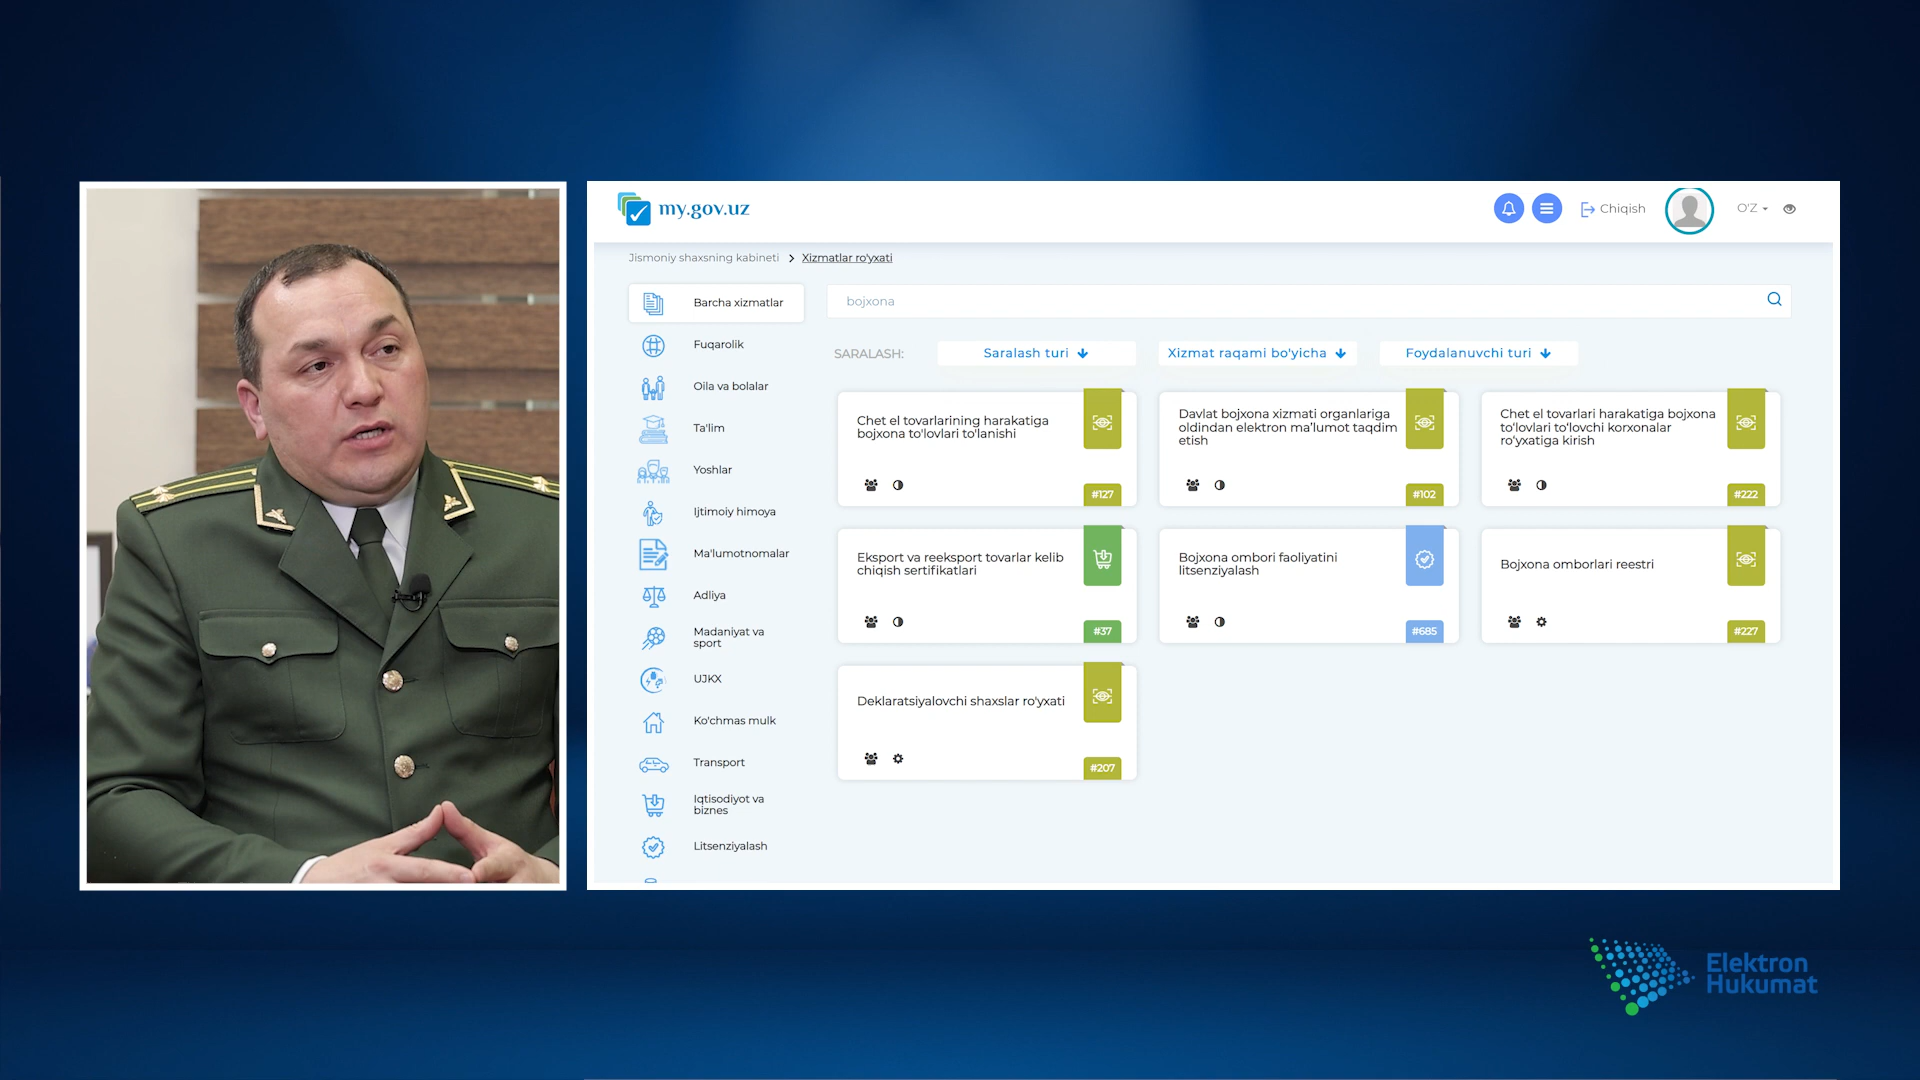 my.gov.uz
Chiqish
O'Z
Jismoniy shaxsning kabineti
Xizmatlar ro'yxati
Barcha xizmatlar
Fuqarolik
Oila va bolalar
Ta'lim
Yoshlar
Ijtimoiy himoya
Ma'lumotnomalar
Adliya
Madaniyat va
sport
UJKX
Ko'chmas mulk
Transport
Iqtisodiyot va
biznes
Litsenziyalash
bojxona
SARALASH:
Saralash turi
Xizmat raqami bo'yicha
Foydalanuvchi turi
Chet el tovarlarining harakatiga
bojxona to'lovlari to'lanishi
#127
Davlat bojxona xizmati organlariga
oldindan elektron ma’lumot taqdim
etish
#102
Chet el tovarlari harakatiga bojxona
to‘lovlari to‘lovchi korxonalar
ro‘yxatiga kirish
#222
Eksport va reeksport tovarlar kelib
chiqish sertifikatlari
#37
Bojxona ombori faoliyatini
litsenziyalash
#685
Bojxona omborlari reestri
#227
Deklaratsiyalovchi shaxslar ro'yxati
#207
Elektron
Hukumat